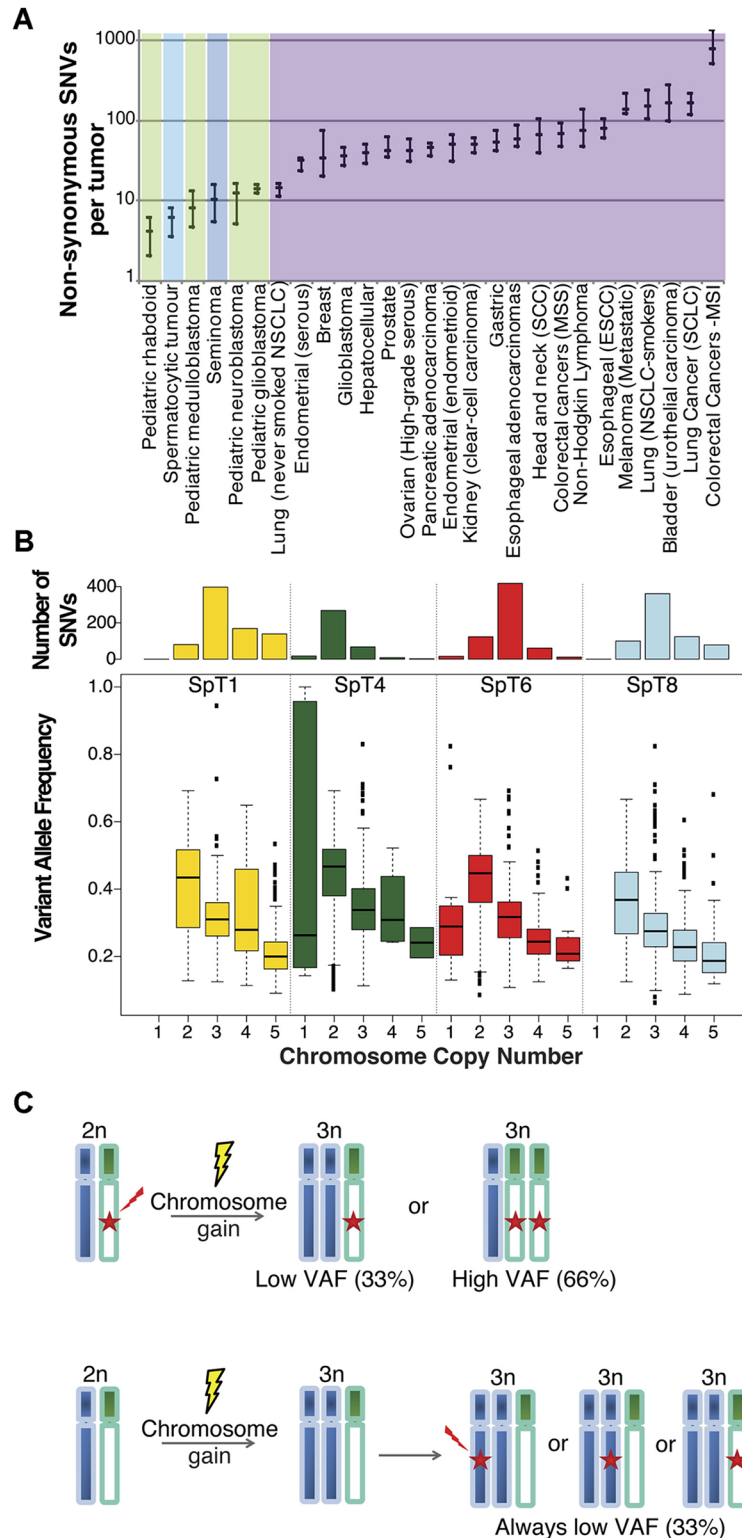 A
Non-synonymous SNVs
per tumor
1000
100
10
1
Pediatric rhabdoid
Spermatocytic tumour
Pediatric medulloblastoma
Seminoma
Pediatric neuroblastoma
Pediatric glioblastoma
Lung (never smoked NSCLC)
Endometrial (serous)
Breast
Glioblastoma
Hepatocellular
Prostate
Ovarian (High-grade serous)
Pancreatic adenocarcinoma
Endometrial (endometrioid)
Kidney (clear-cell carcinoma)
Gastric
Esophageal adenocarcinomas
Head and neck (SCC)
Colorectal cancers (MSS)
Non-Hodgkin Lymphoma
Esophageal (ESCC)
Melanoma (Metastatic)
Lung (NSCLC-smokers)
Bladder (urothelial carcinoma)
Lung Cancer (SCLC)
Colorectal Cancers -MSI
B
Number of
SNVs
400
200
0
SpT1 SpT4 SpT6 SpT8
Variant Allele Frequency
1.0
0.8
0.6
0.4
0.2
1 2 3 4 5 1 2 3 4 5 1 2 3 4 5 1 2 3 4 5
Chromosome Copy Number
C
2n 3n 3n
Chromosome
gain
or
Low VAF (33%) High VAF (66%)
2n 3n 3n 3n 3n
Chromosome
gain
or or
Always low VAF (33%)